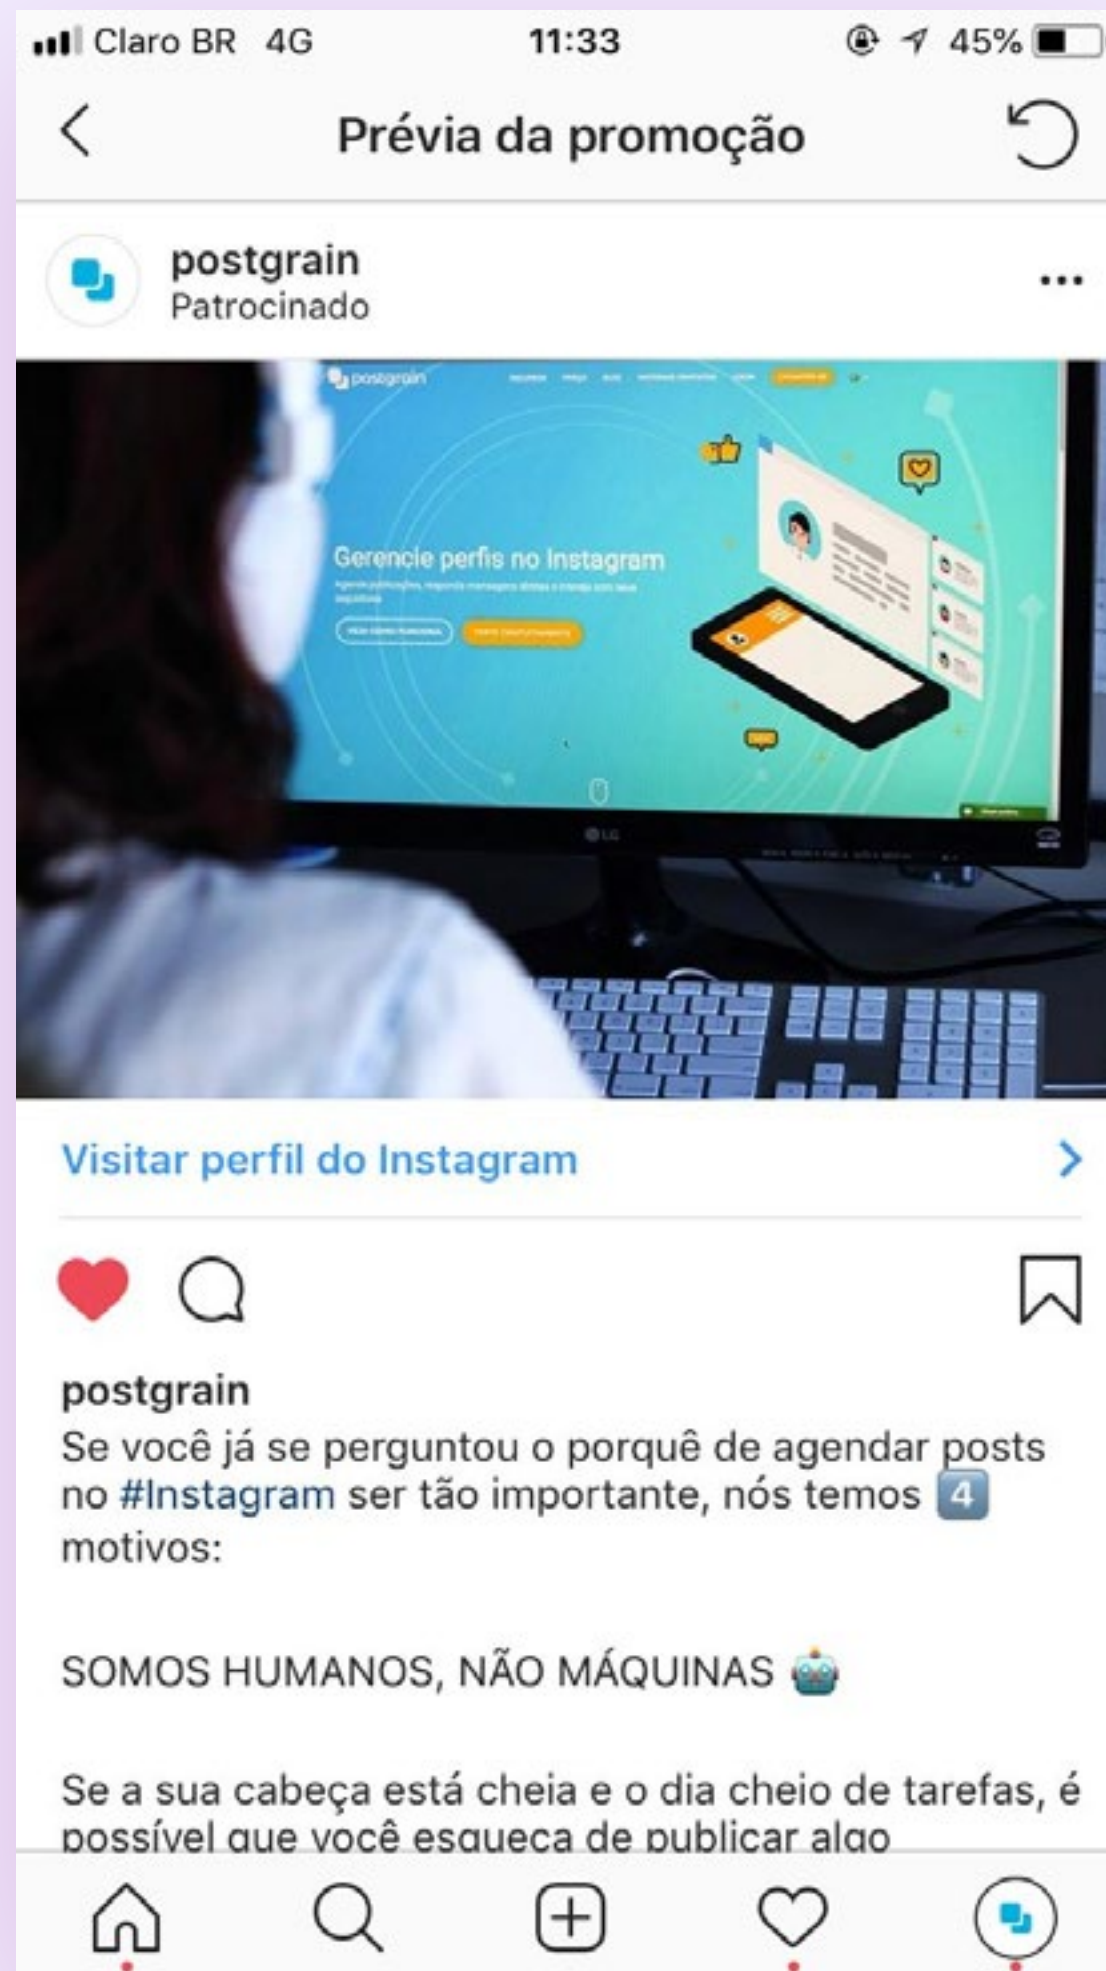 Claro BR 4G 11:33 45%
Prévia da promoção
postgrain
Patrocinado
postgrain
Gerencie perfis no Instagram
LG
Visitar perfil do Instagram
postgrain
Se você já se perguntou o porquê de agendar posts
no #Instagram ser tão importante, nós temos 4
motivos:
SOMOS HUMANOS, NÃO MÁQUINAS
Se a sua cabeça está cheia e o dia cheio de tarefas, é
possível que você esqueça de publicar algo